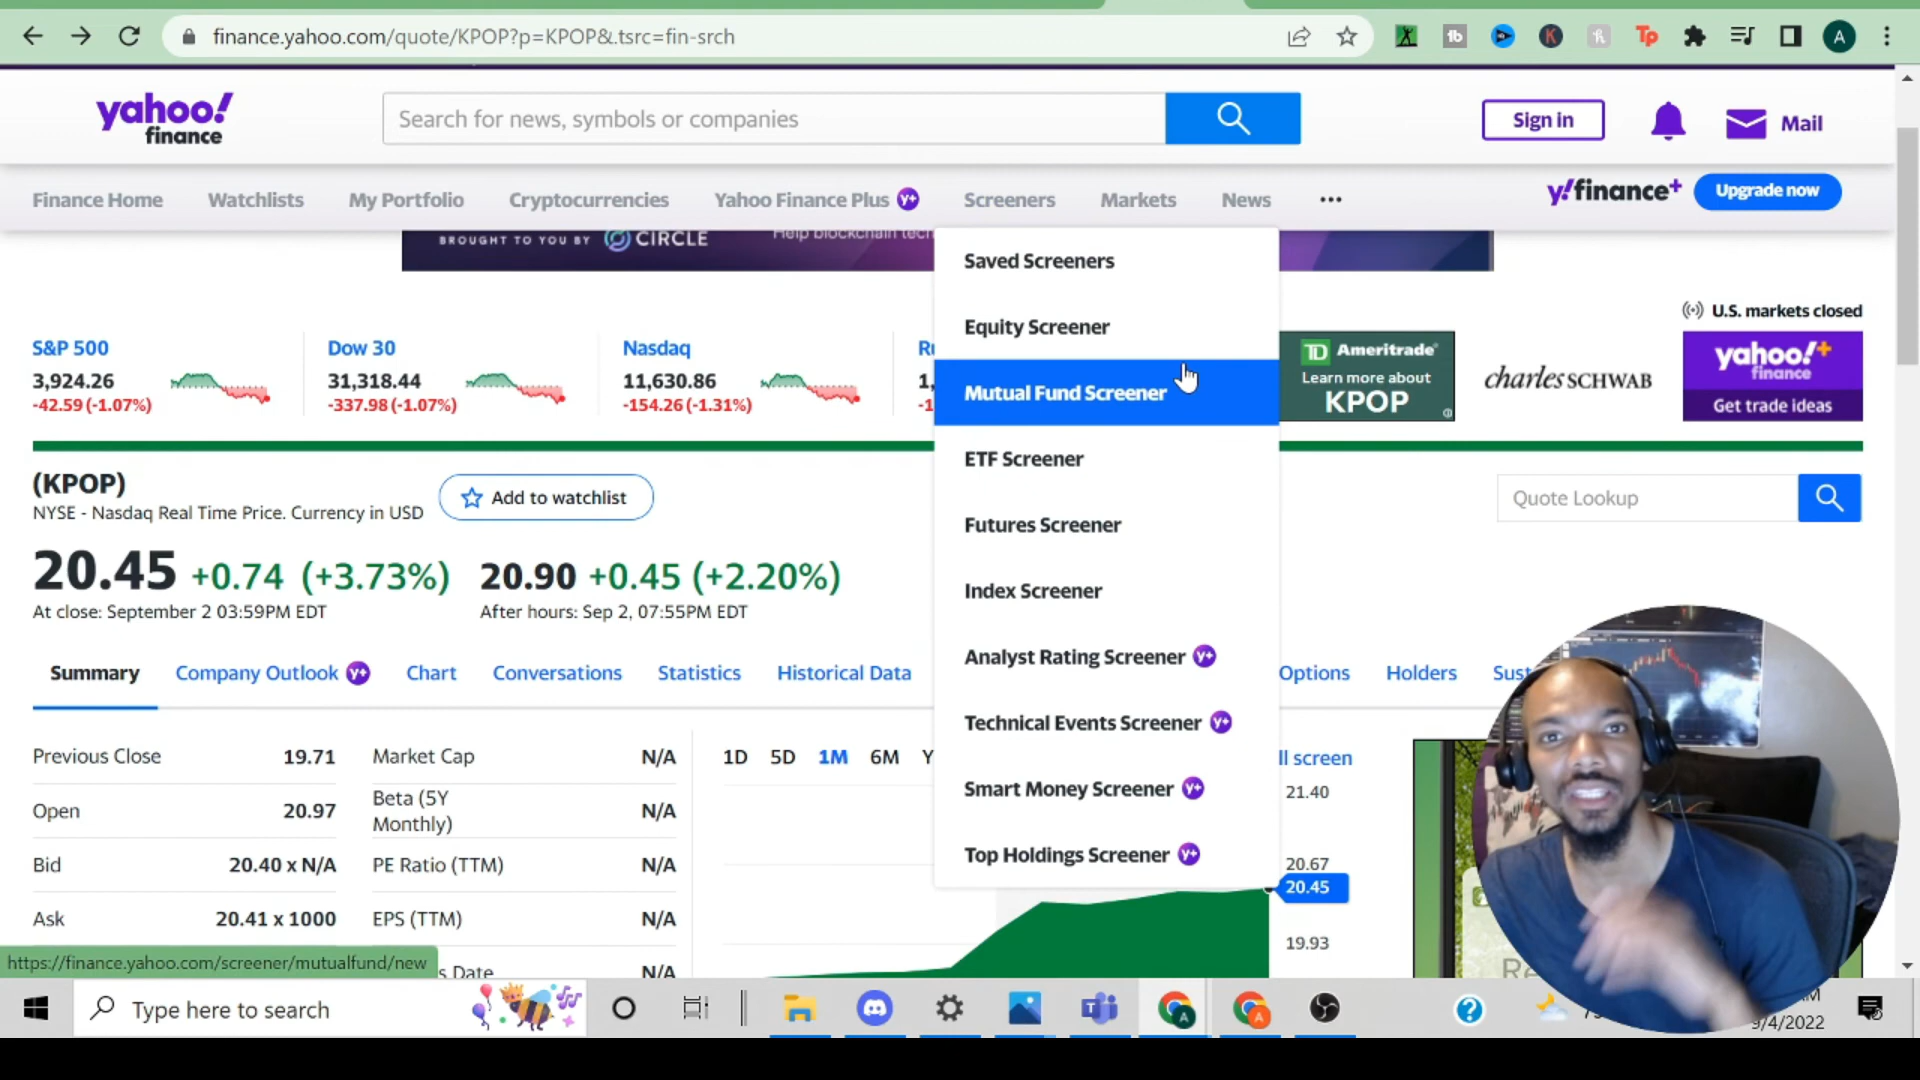 finance.yahoo.com/quote/KPOP?p=KPOP&.tsrc=fin-srch
tb
K
Tp
A
yahoo!
finance
Search for news, symbols or companies
Sign in
Mail
Finance Home
Watchlists
My Portfolio
Cryptocurrencies
Yahoo Finance Plus y+
Screeners
Markets
News
...
y!finance+
Upgrade now
BROUGHT TO YOU BY CIRCLE
Help blockchain tech
Saved Screeners
Equity Screener
Mutual Fund Screener
ETF Screener
Futures Screener
Index Screener
Analyst Rating Screener y+
Technical Events Screener y+
Smart Money Screener y+
Top Holdings Screener y+
U.S. markets closed
S&P 500
3,924.26
-42.59 (-1.07%)
Dow 30
31,318.44
-337.98 (-1.07%)
Nasdaq
11,630.86
-154.26 (-1.31%)
TD Ameritrade
Learn more about
KPOP
charles SCHWAB
yahoo!+
finance
Get trade ideas
(KPOP)
NYSE - Nasdaq Real Time Price. Currency in USD
Add to watchlist
Quote Lookup
20.45 +0.74 (+3.73%)
At close: September 2 03:59PM EDT
20.90 +0.45 (+2.20%)
After hours: Sep 2, 07:55PM EDT
Summary
Company Outlook y+
Chart
Conversations
Statistics
Historical Data
Options
Holders
Previous Close 19.71
Open 20.97
Bid 20.40 x N/A
Ask 20.41 x 1000
Market Cap N/A
Beta (5Y
Monthly) N/A
PE Ratio (TTM) N/A
EPS (TTM) N/A
s Date N/A
1D 5D 1M 6M Y
ll screen
21.40
20.67
20.45
19.93
https://finance.yahoo.com/screener/mutualfund/new
Type here to search
9/4/2022